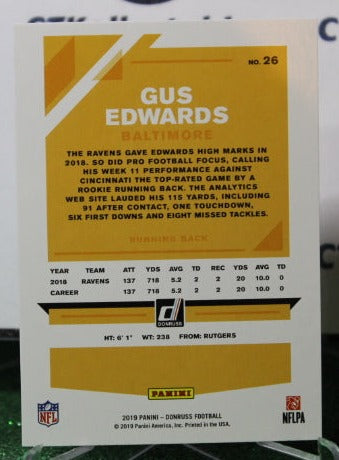 NO. 26
GUS
EDWARDS
BALTIMORE
THE RAVENS GAVE EDWARDS HIGH MARKS IN
2018. SO DID PRO FOOTBALL FOCUS, CALLING
HIS WEEK 11 PERFORMANCE AGAINST
CINCINNATI THE TOP-RATED GAME BY A
ROOKIE RUNNING BACK. THE ANALYTICS
WEB SITE LAUDED HIS 115 YARDS, INCLUDING
91 AFTER CONTACT, ONE TOUCHDOWN,
SIX FIRST DOWNS AND EIGHT MISSED TACKLES.
RUNNING BACK
YEAR TEAM ATT YDS AVG TD REC YDS AVG TD
2018 RAVENS 137 718 5.2 2 2 20 10.0 0
CAREER 137 718 5.2 2 2 20 10.0 0
DONRUSS
HT: 6' 1" WT: 238 FROM: RUTGERS
NFL
PANINI
NFLPA
2019 PANINI - DONRUSS FOOTBALL
© 2019 Panini America, Inc. Printed in the USA.